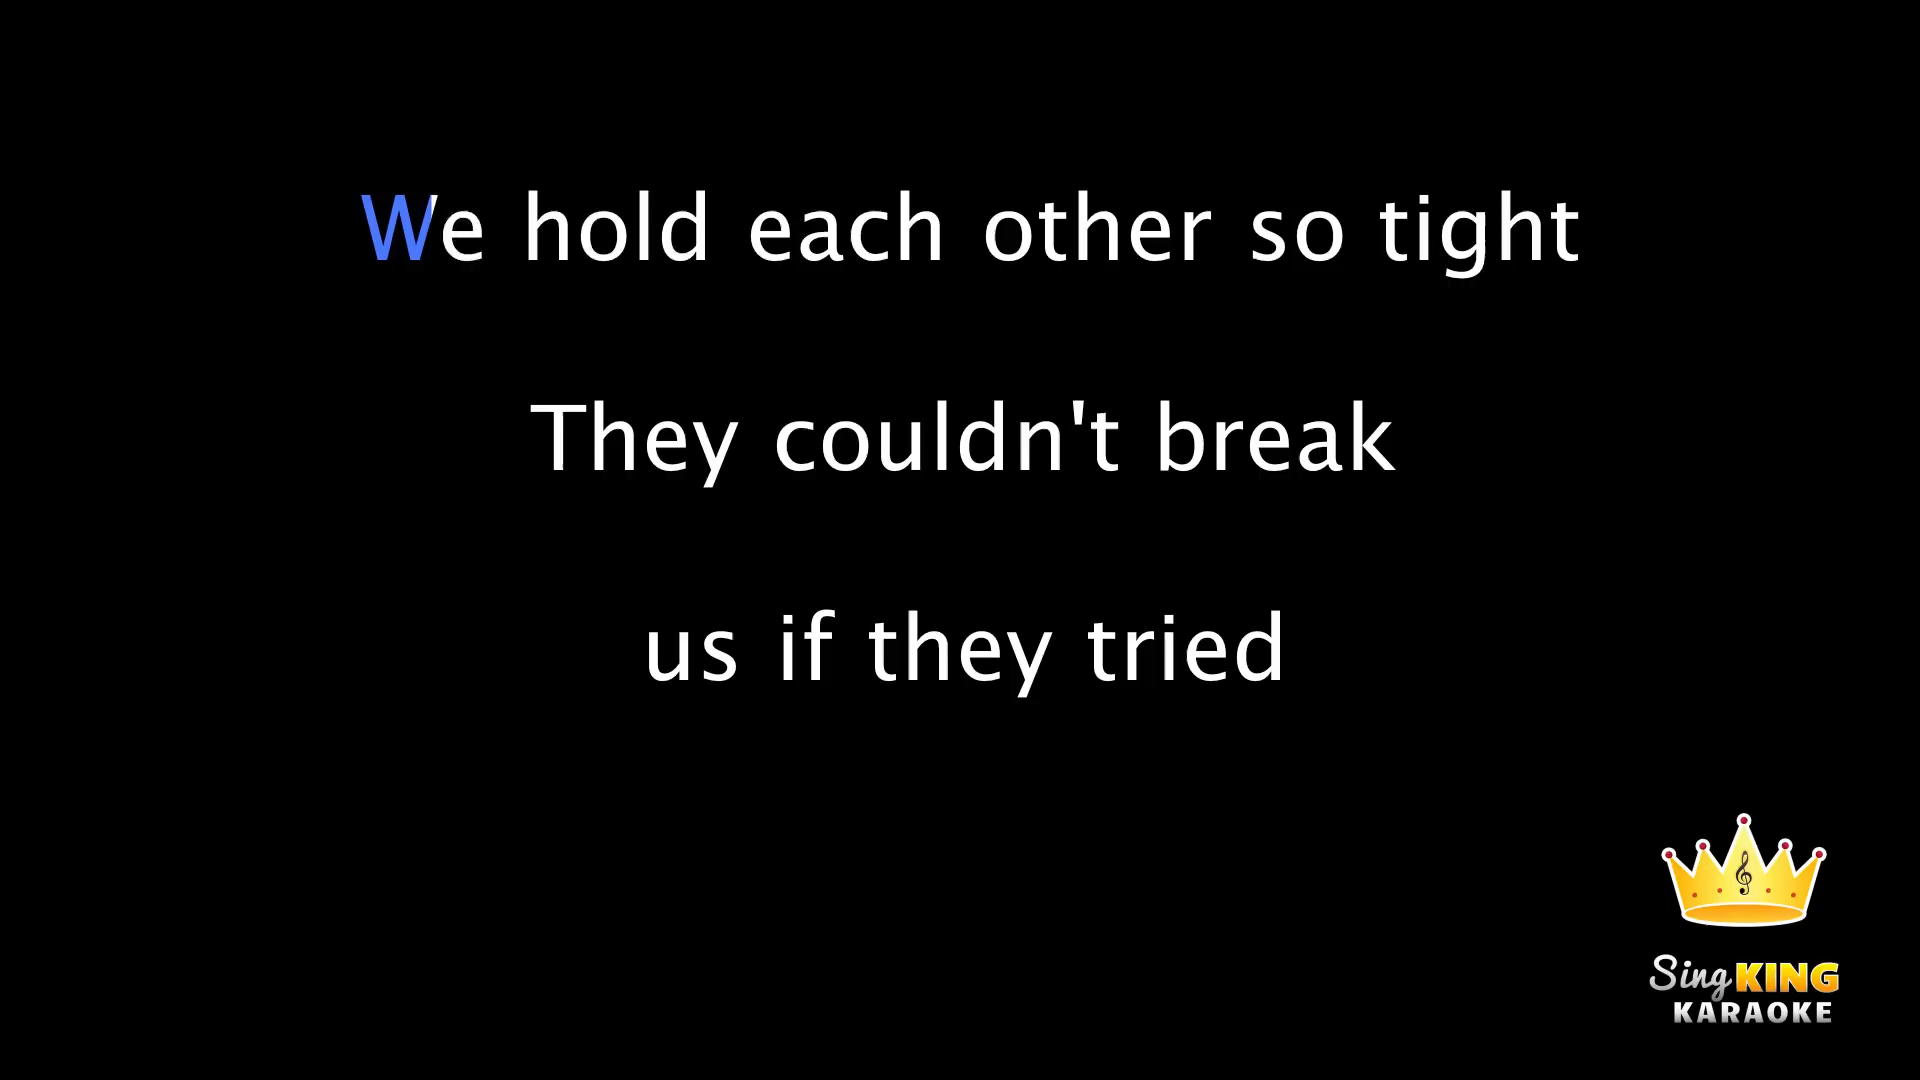 We hold each other so tight
They couldn't break
us if they tried
Sing KING
KARAOKE